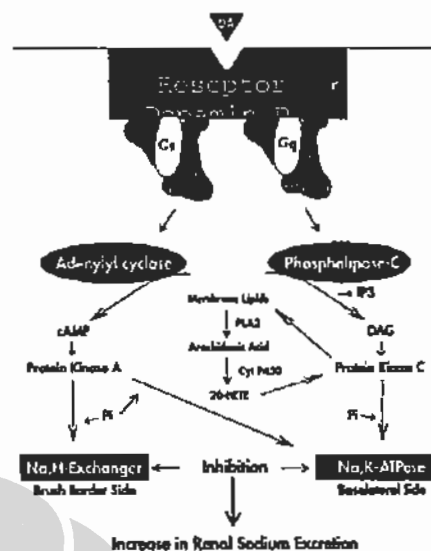 DA
Reseptor r
Dopamin D
Gs Gq
Adenylyl cyclase Phospholipase-C
IP3
Membrane Lipids
cAMP PLA2 DAG
Arachidonic Acid
Protein Kinase A Cyt P450 Protein Kinase C
20-HETE
Pi Pi
Na,H-Exchanger Inhibition Na,K-ATPase
Brush Border Side Basolateral Side
Increase in Renal Sodium Excretion